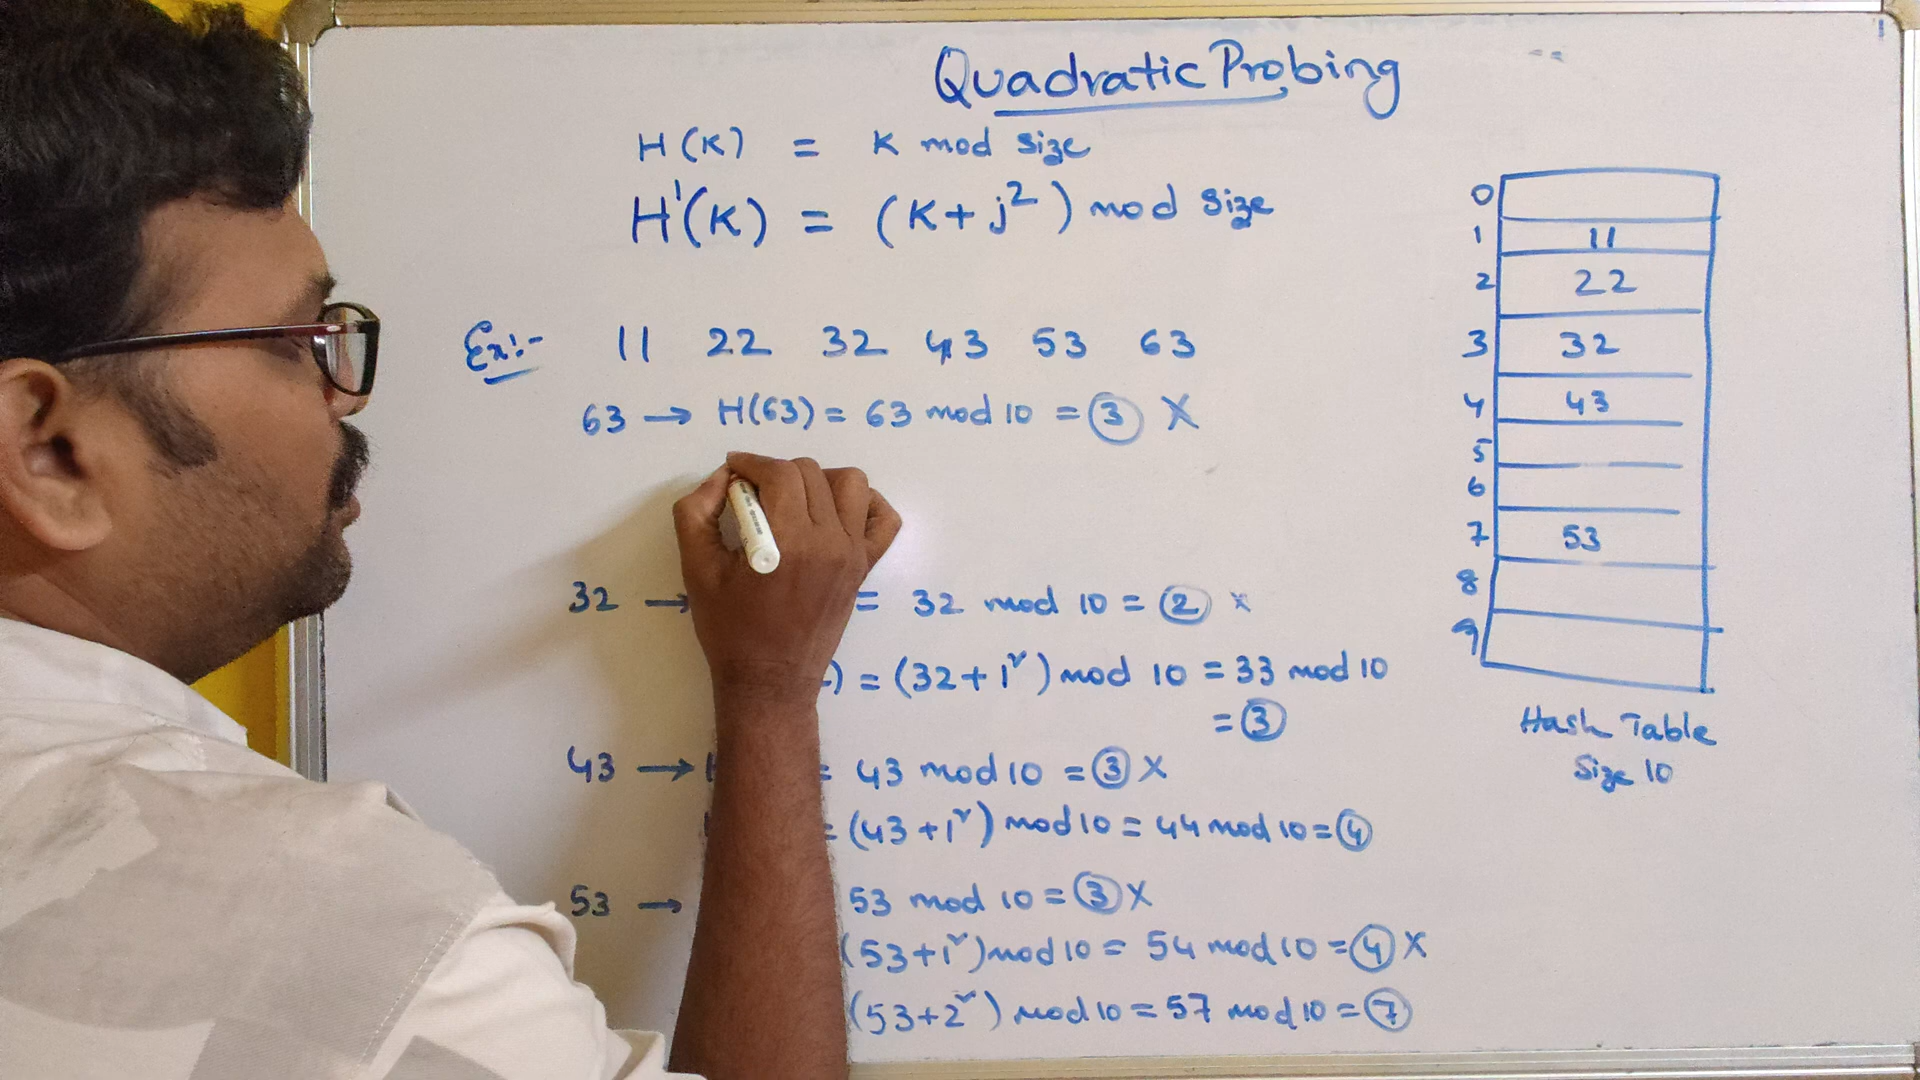 Quadratic Probing
H(K) = K mod size
H'(K) = (K+j²) mod size
Ex:- 11 22 32 43 53 63
63 → H(63) = 63 mod 10 = 3 X
32 → = 32 mod 10 = 2 x
) = (32+1²) mod 10 = 33 mod 10
= 3
43 → = 43 mod 10 = 3 X
= (43+1²) mod 10 = 44 mod 10 = 4
53 → 53 mod 10 = 3 X
(53+1²) mod 10 = 54 mod 10 = 4 X
(53+2²) mod 10 = 57 mod 10 = 7
0
1 11
2 22
3 32
4 43
5
6
7 53
8
9
Hash Table
Size 10